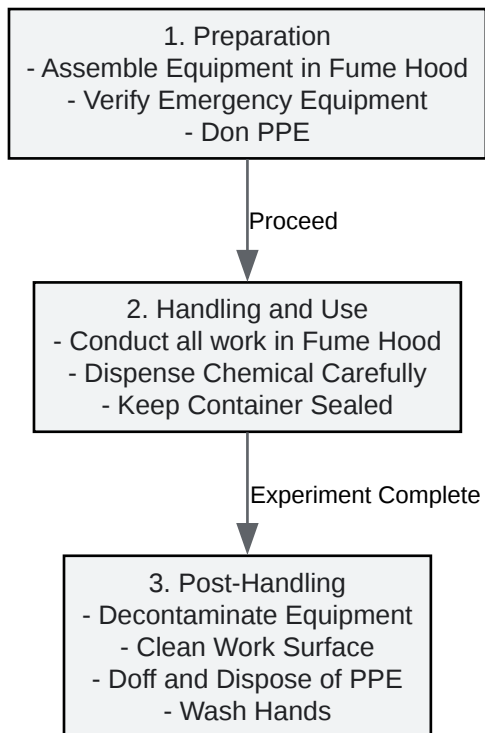 1. Preparation
- Assemble Equipment in Fume Hood
- Verify Emergency Equipment
- Don PPE
Proceed
2. Handling and Use
- Conduct all work in Fume Hood
- Dispense Chemical Carefully
- Keep Container Sealed
Experiment Complete
3. Post-Handling
- Decontaminate Equipment
- Clean Work Surface
- Doff and Dispose of PPE
- Wash Hands